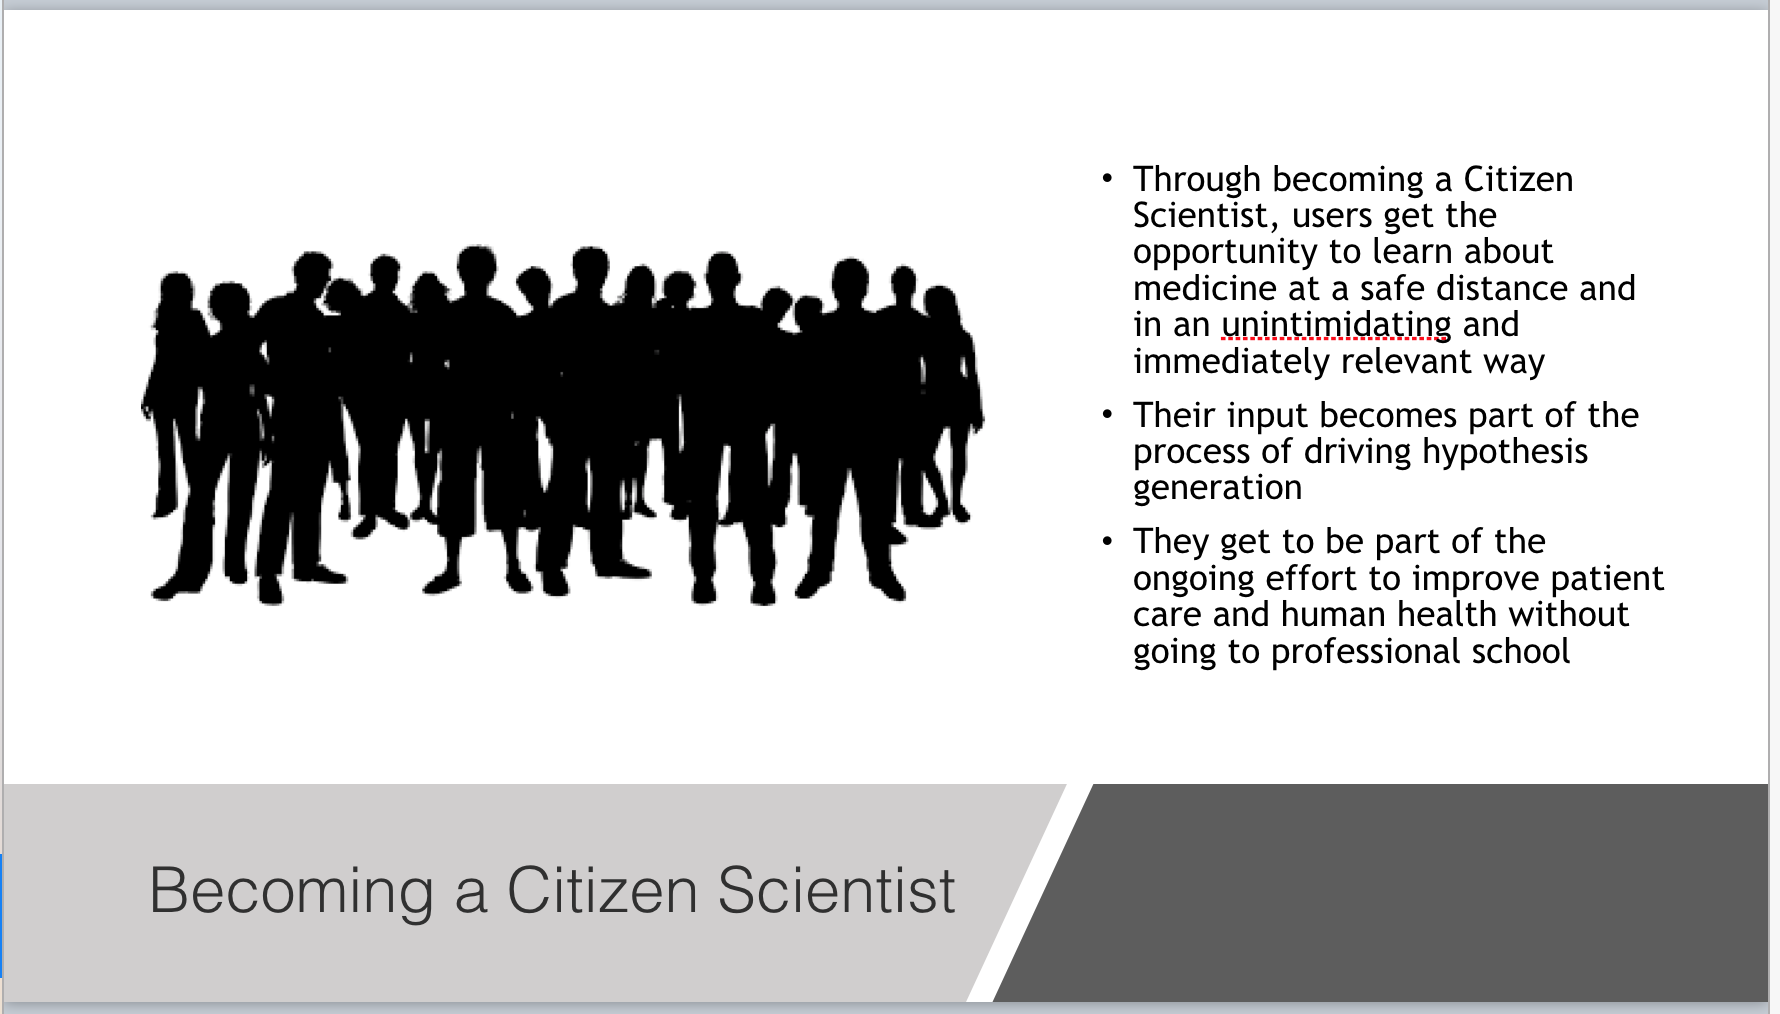 • Through becoming a Citizen
Scientist, users get the
opportunity to learn about
medicine at a safe distance and
in an unintimidating and
immediately relevant way
• Their input becomes part of the
process of driving hypothesis
generation
• They get to be part of the
ongoing effort to improve patient
care and human health without
going to professional school
Becoming a Citizen Scientist